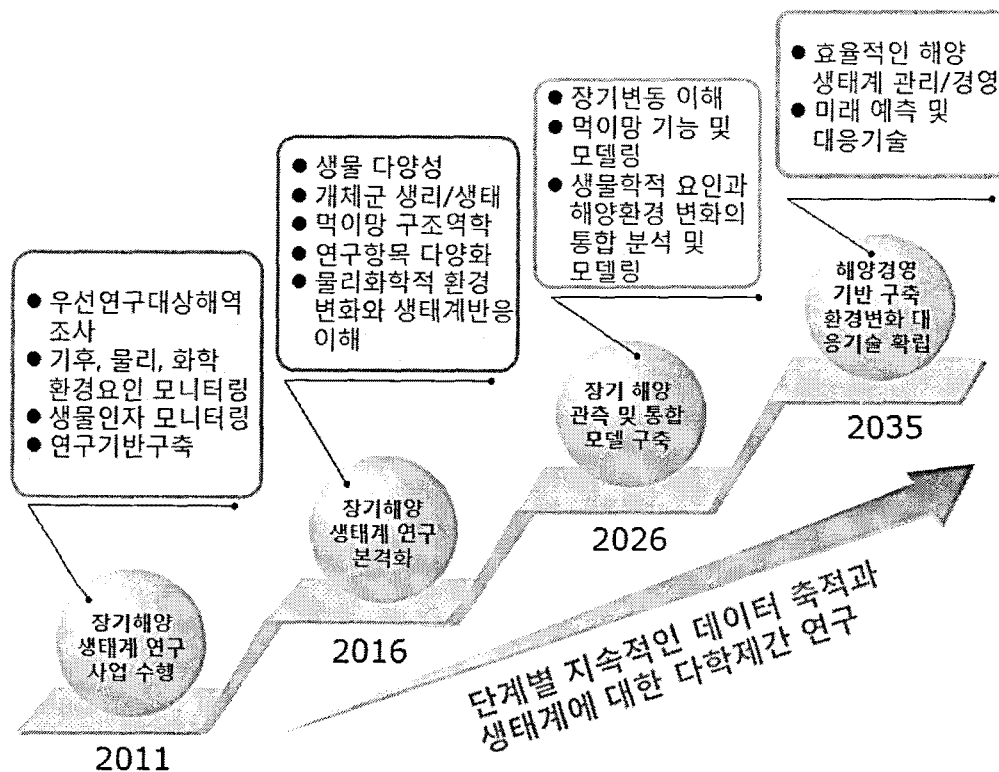 ● 우선연구대상해역
조사
● 기후, 물리, 화학
환경요인 모니터링
● 생물인자 모니터링
● 연구기반구축
장기해양
생태계 연구
사업 수행
2011
● 생물 다양성
● 개체군 생리/생태
● 먹이망 구조역학
● 연구항목 다양화
● 물리화학적 환경
변화와 생태계반응
이해
장기해양
생태계 연구
본격화
2016
● 장기변동 이해
● 먹이망 기능 및
모델링
● 생물학적 요인과
해양환경 변화의
통합 분석 및
모델링
장기 해양
관측 및 통합
모델 구축
2026
● 효율적인 해양
생태계 관리/경영
● 미래 예측 및
대응기술
해양경영
기반 구축
환경변화 대
응기술 확립
2035
단계별 지속적인 데이터 축적과
생태계에 대한 다학제간 연구